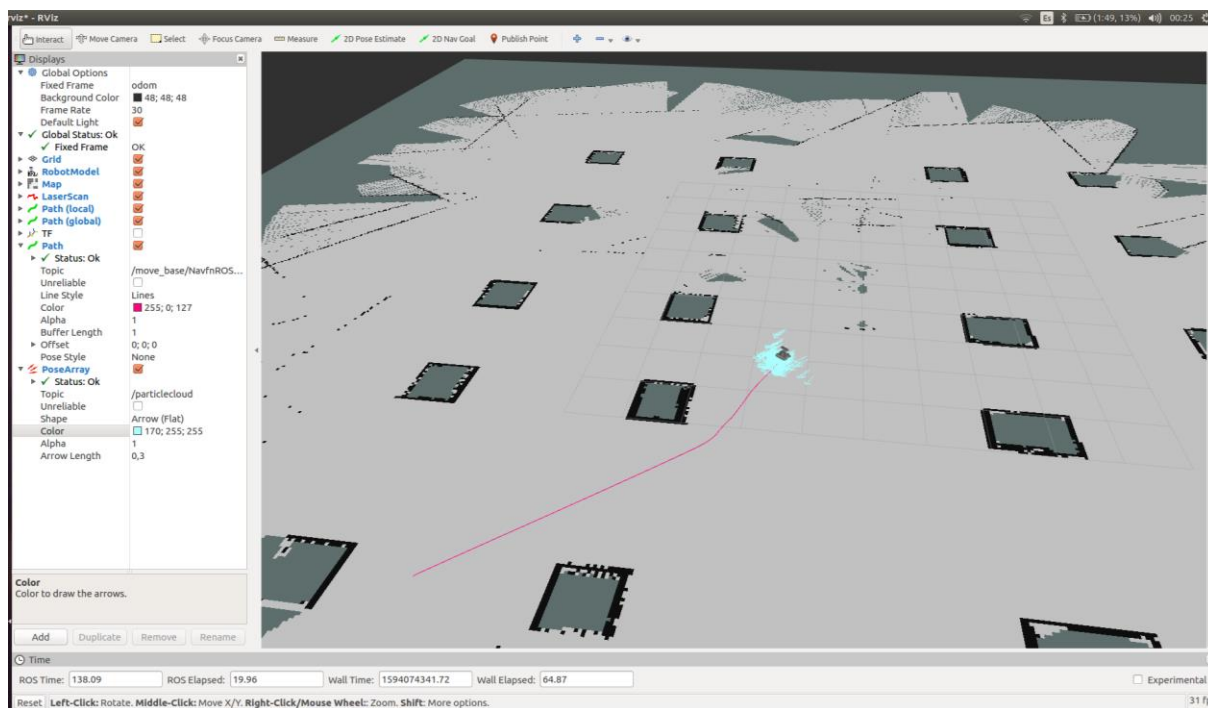 rviz* - RViz
Es (1:49, 13%) 00:25
Interact Move Camera Select Focus Camera Measure 2D Pose Estimate 2D Nav Goal Publish Point
Displays
Global Options
Fixed Frame odom
Background Color 48; 48; 48
Frame Rate 30
Default Light
Global Status: Ok
Fixed Frame OK
Grid
RobotModel
Map
LaserScan
Path (local)
Path (global)
TF
Path
Status: Ok
Topic /move_base/NavfnROS...
Unreliable
Line Style Lines
Color 255; 0; 127
Alpha 1
Buffer Length 1
Offset 0; 0; 0
Pose Style None
PoseArray
Status: Ok
Topic /particlecloud
Unreliable
Shape Arrow (Flat)
Color 170; 255; 255
Alpha 1
Arrow Length 0,3
Color
Color to draw the arrows.
Add Duplicate Remove Rename
Time
ROS Time: 138.09 ROS Elapsed: 19.96 Wall Time: 1594074341.72 Wall Elapsed: 64.87 Experimental
Reset Left-Click: Rotate. Middle-Click: Move X/Y. Right-Click/Mouse Wheel:: Zoom. Shift: More options. 31